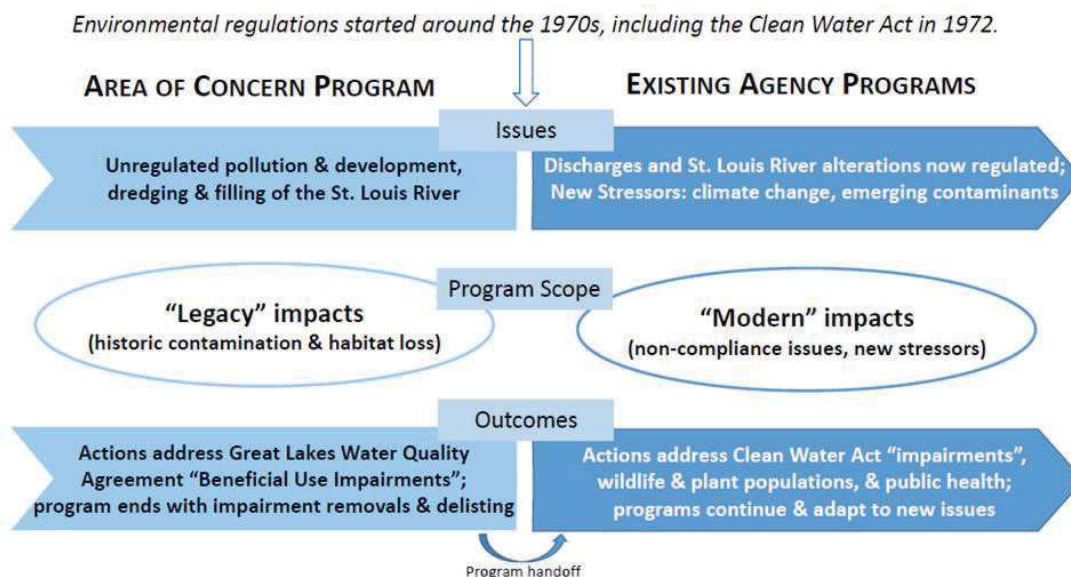 Environmental regulations started around the 1970s, including the Clean Water Act in 1972.
AREA OF CONCERN PROGRAM
EXISTING AGENCY PROGRAMS
Issues
Unregulated pollution & development,
dredging & filling of the St. Louis River
Discharges and St. Louis River alterations now regulated;
New Stressors: climate change, emerging contaminants
Program Scope
“Legacy” impacts
(historic contamination & habitat loss)
“Modern” impacts
(non-compliance issues, new stressors)
Outcomes
Actions address Great Lakes Water Quality
Agreement “Beneficial Use Impairments”;
program ends with impairment removals & delisting
Actions address Clean Water Act “impairments”,
wildlife & plant populations, & public health;
programs continue & adapt to new issues
Program handoff